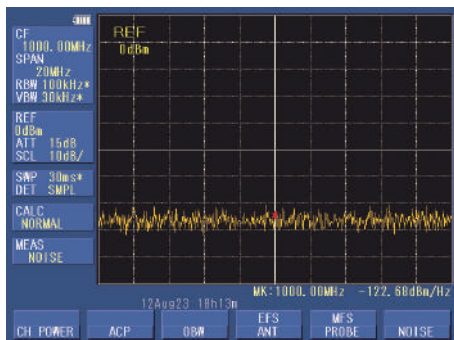 CF
1000.00MHz
SPAN
20MHz
RBW 100kHz*
VBW 30kHz*
REF
0dBm
ATT 15dB
SCL 10dB/
SWP 30ms*
DET SMPL
CALC
NORMAL
MEAS
NOISE
REF
0dBm
MK:1000.00MHz -122.68dBm/Hz
12Aug23 18h13m
CH POWER
ACP
OBW
EFS
ANT
MFS
PROBE
NOISE